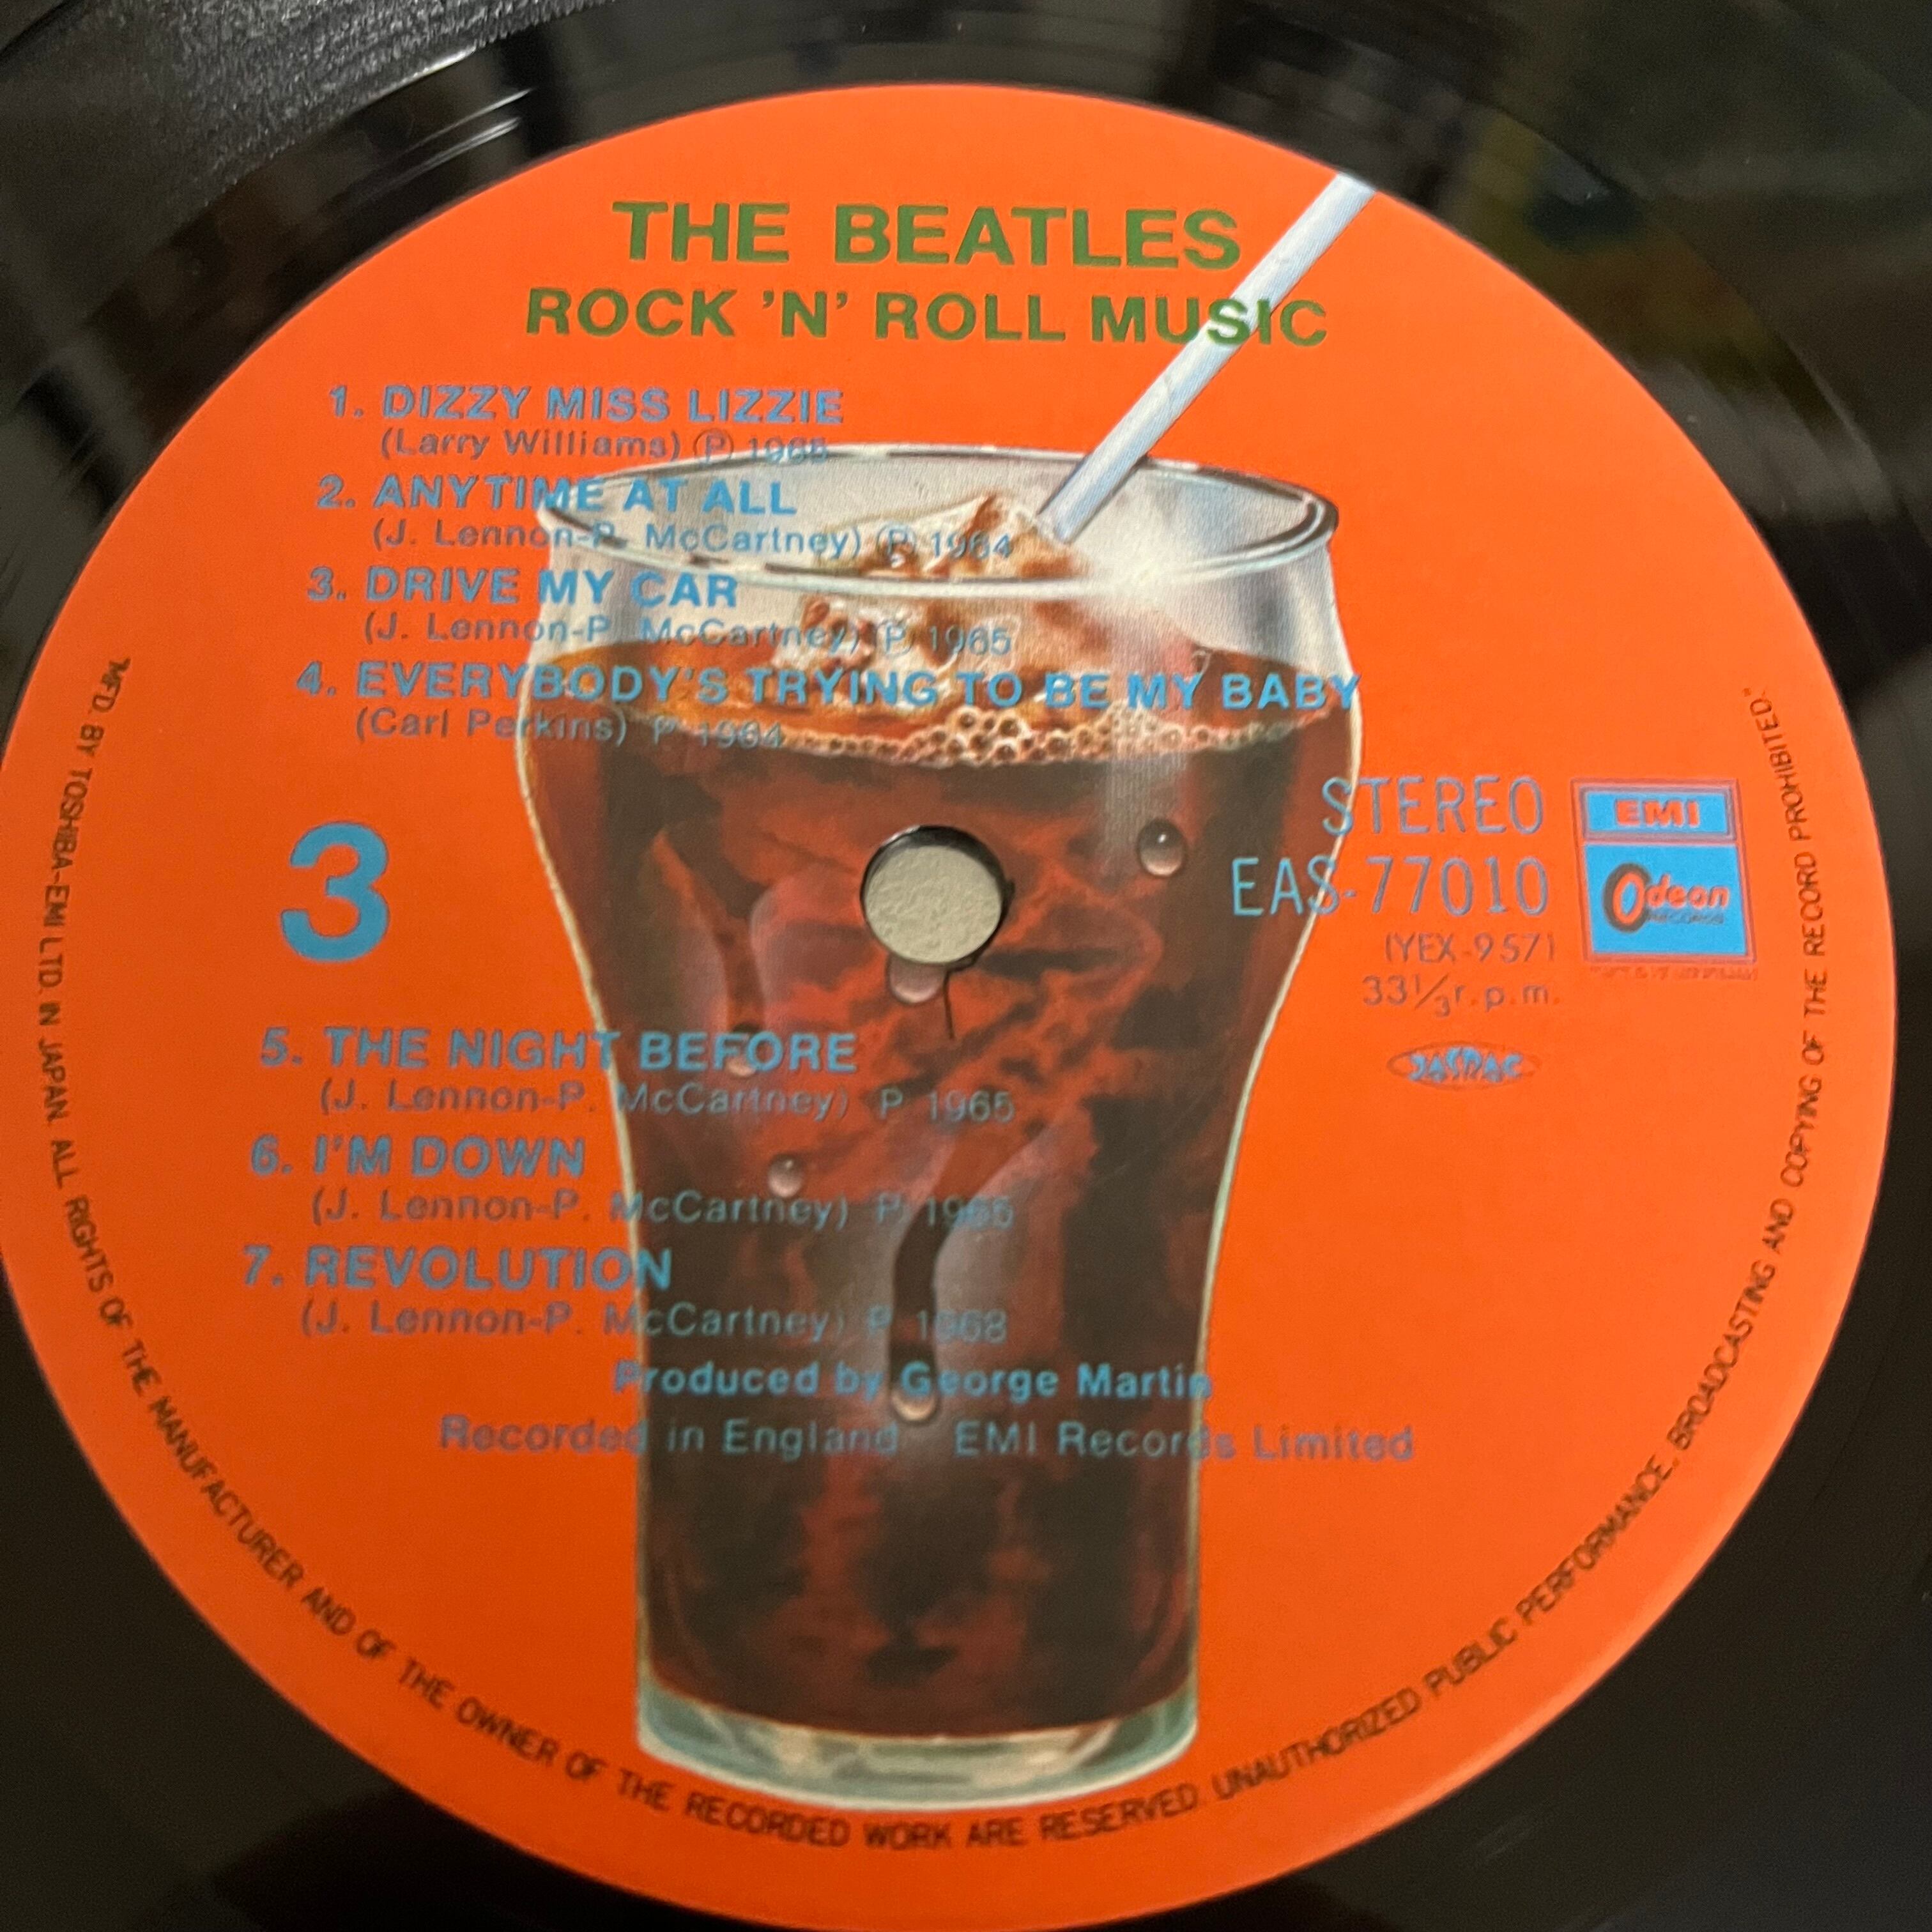 THE BEATLES
ROCK 'N' ROLL MUSIC
1. DIZZY MISS LIZZIE
(Larry Williams) Ⓟ 1965
2. ANYTIME AT ALL
(J. Lennon-P. McCartney) Ⓟ 1964
3. DRIVE MY CAR
(J. Lennon-P. McCartney) Ⓟ 1965
4. EVERYBODY'S TRYING TO BE MY BABY
(Carl Perkins) P 1964
STEREO
EAS-77010
(YEX-957)
33⅓r.p.m.
EMI
Odeon
RECORDS
JASRAC
3
5. THE NIGHT BEFORE
(J. Lennon-P. McCartney) P 1965
6. I'M DOWN
(J. Lennon-P. McCartney) P 1965
7. REVOLUTION
(J. Lennon-P. McCartney) P 1968
Produced by George Martin
Recorded in England EMI Records Limited
"MFD. BY TOSHIBA-EMI LTD. IN JAPAN. ALL RIGHTS OF THE MANUFACTURER AND OF THE OWNER OF THE RECORDED WORK ARE RESERVED. UNAUTHORIZED PUBLIC PERFORMANCE, BROADCASTING AND COPYING OF THE RECORD PROHIBITED."